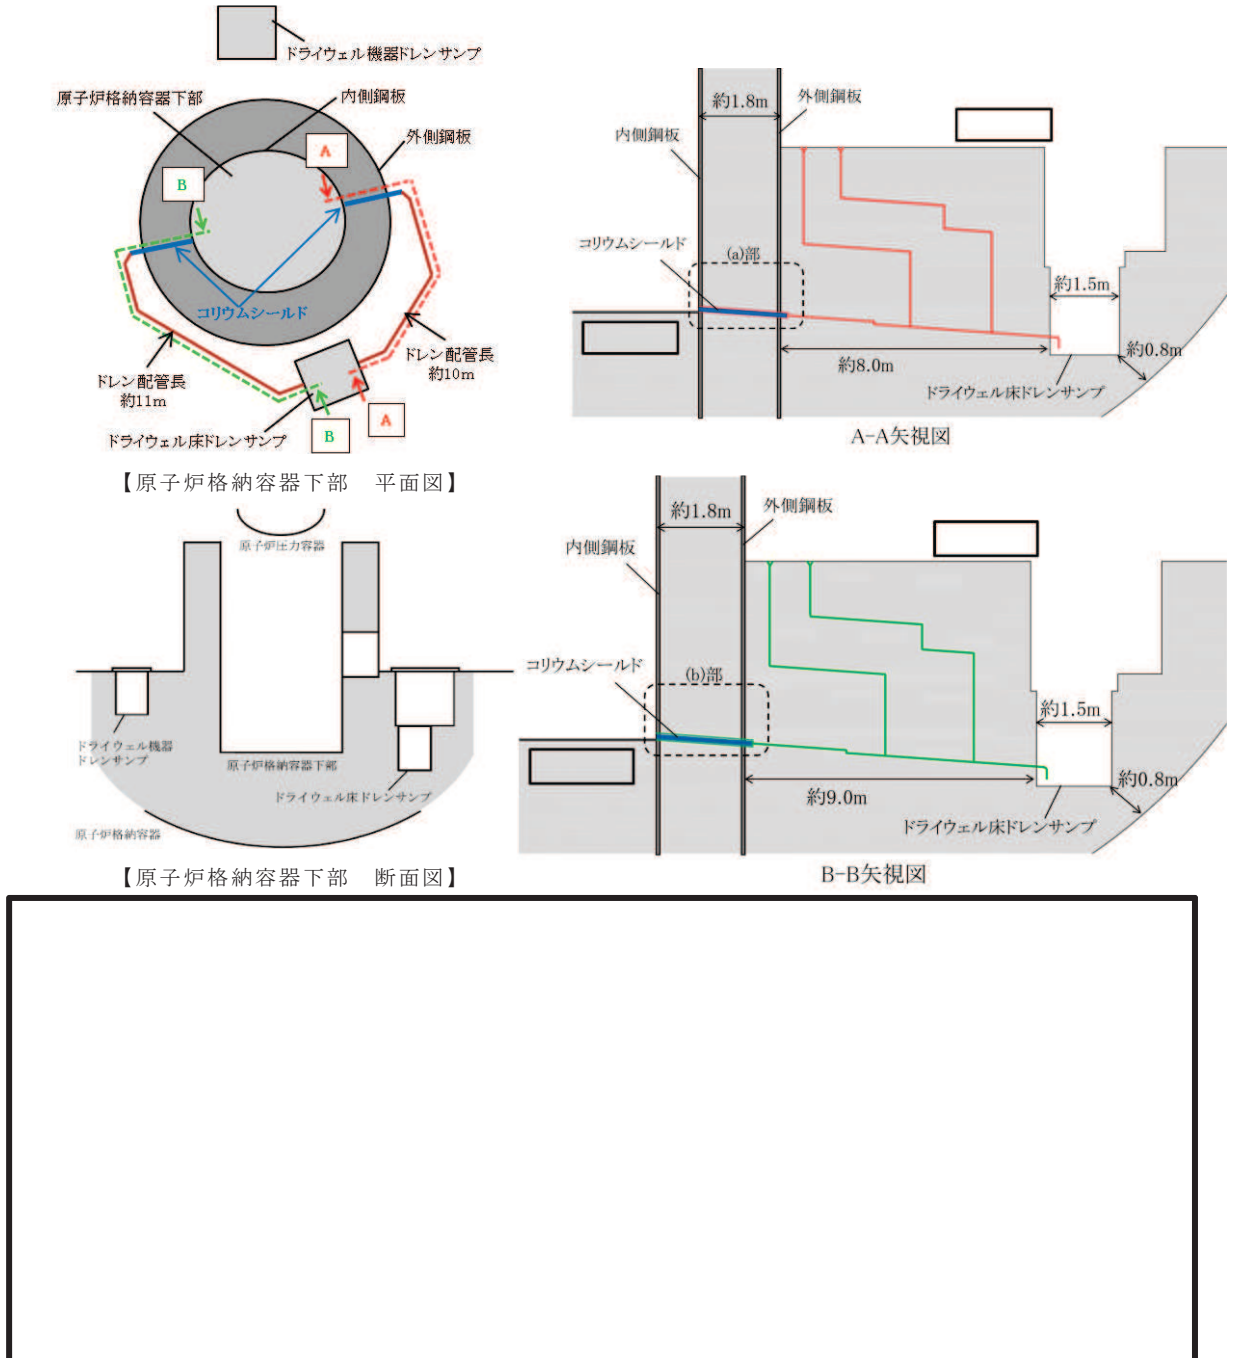 ドライウェル機器ドレンサンプ
原子炉格納容器下部
内側鋼板
外側鋼板
A
B
コリウムシールド
ドレン配管長
約10m
ドレン配管長
約11m
A
B
ドライウェル床ドレンサンプ
【原子炉格納容器下部　平面図】
約1.8m
外側鋼板
内側鋼板
コリウムシールド
(a)部
約1.5m
約8.0m
約0.8m
ドライウェル床ドレンサンプ
A-A矢視図
原子炉圧力容器
ドライウェル機器
ドレンサンプ
原子炉格納容器下部
ドライウェル床ドレンサンプ
原子炉格納容器
【原子炉格納容器下部　断面図】
約1.8m
外側鋼板
内側鋼板
コリウムシールド
(b)部
約1.5m
約9.0m
約0.8m
ドライウェル床ドレンサンプ
B-B矢視図